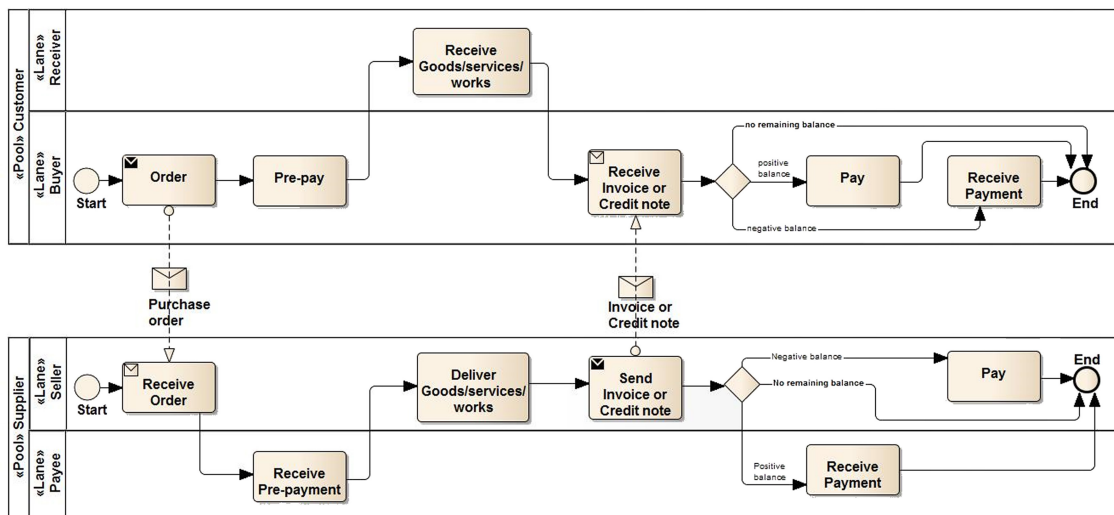 «Pool» Customer
«Lane»
Receiver
Receive
Goods/services/
works
«Lane»
Buyer
Start
Order
Pre-pay
Receive
Invoice or
Credit note
no remaining balance
positive
balance
negative balance
Pay
Receive
Payment
End
Purchase
order
Invoice or
Credit note
«Pool» Supplier
«Lane»
Seller
Start
Receive
Order
Deliver
Goods/services/
works
Send
Invoice or
Credit note
Negative balance
No remaining balance
Pay
End
«Lane»
Payee
Receive
Pre-payment
Positive
balance
Receive
Payment